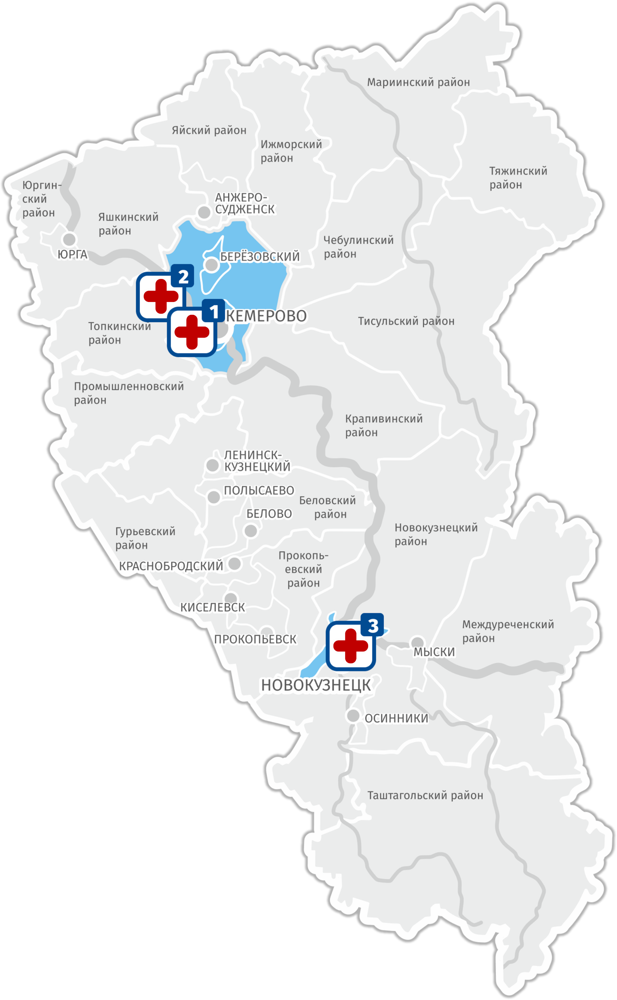 Мариинский район
Яйский район
Ижморский
район
Тяжинский
район
Юргин-
ский
район
АНЖЕРО-
СУДЖЕНСК
Яшкинский
район
Чебулинский
район
ЮРГА
БЕРЁЗОВСКИЙ
2
1
КЕМЕРОВО
Тисульский район
Топкинский
район
Промышленновский
район
Крапивинский
район
ЛЕНИНСК-
КУЗНЕЦКИЙ
ПОЛЫСАЕВО
Беловский
район
БЕЛОВО
Гурьевский
район
Новокузнецкий
район
Прокопь-
евский
район
КРАСНОБРОДСКИЙ
КИСЕЛЕВСК
3
Междуреченский
район
ПРОКОПЬЕВСК
МЫСКИ
НОВОКУЗНЕЦК
ОСИННИКИ
Таштагольский район